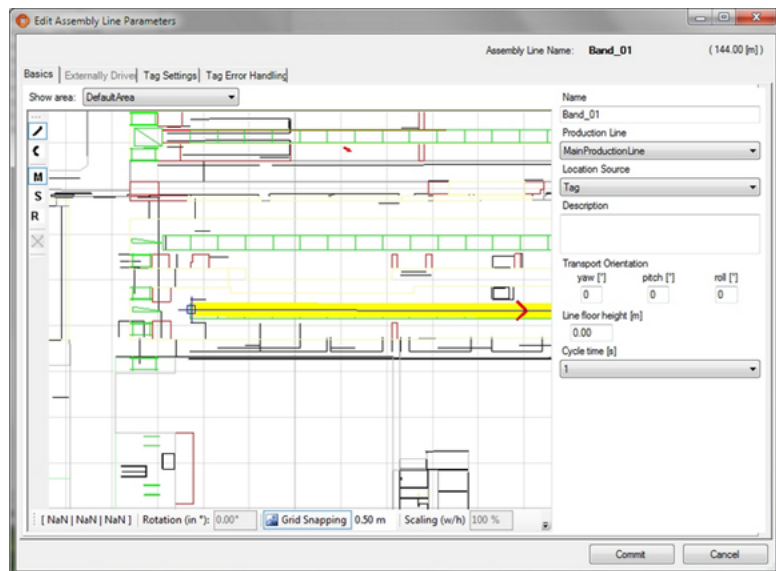 Edit Assembly Line Parameters
Assembly Line Name: Band_01 ( 144.00 [m] )
Basics Externally Driven Tag Settings Tag Error Handling
Show area: DefaultArea
M
S
R
Name
Band_01
Production Line
MainProductionLine
Location Source
Tag
Description
Transport Orientation
yaw [°] pitch [°] roll [°]
0 0 0
Line floor height [m]
0.00
Cycle time [s]
1
[ NaN | NaN | NaN ] Rotation (in °): 0.00° Grid Snapping 0.50 m Scaling (w/h) 100 %
Commit Cancel